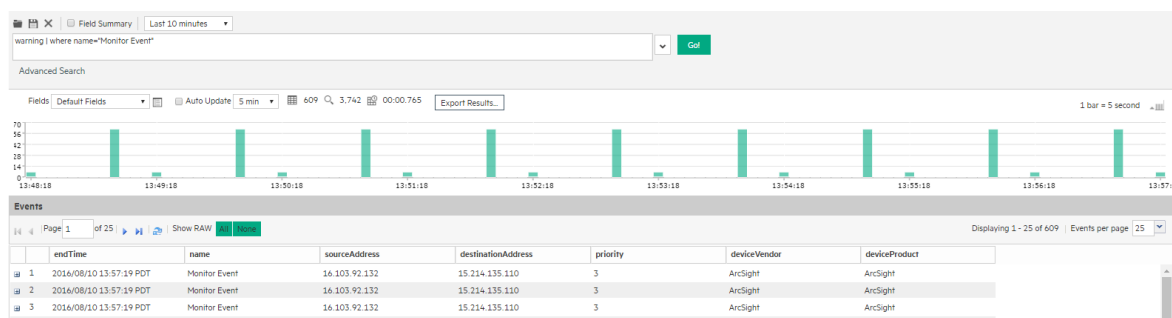 Field Summary Last 10 minutes
warning | where name="Monitor Event"
Go!
Advanced Search
Fields Default Fields Auto Update 5 min 609 3,742 00:00.765 Export Results... 1 bar = 5 second
70
56
42
28
14
0
13:48:18 13:49:18 13:50:18 13:51:18 13:52:18 13:53:18 13:54:18 13:55:18 13:56:18 13:57:
Events
Page 1 of 25 Show RAW All None Displaying 1 - 25 of 609 Events per page 25
endTime name sourceAddress destinationAddress priority deviceVendor deviceProduct
1 2016/08/10 13:57:19 PDT Monitor Event 16.103.92.132 15.214.135.110 3 ArcSight ArcSight
2 2016/08/10 13:57:19 PDT Monitor Event 16.103.92.132 15.214.135.110 3 ArcSight ArcSight
3 2016/08/10 13:57:19 PDT Monitor Event 16.103.92.132 15.214.135.110 3 ArcSight ArcSight